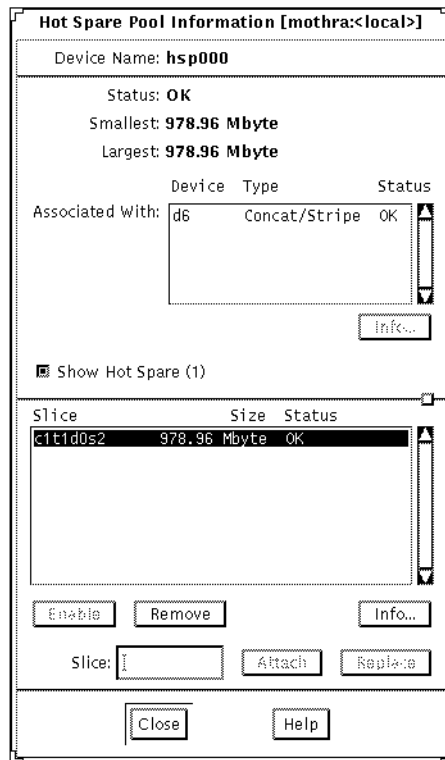 Hot Spare Pool Information [mothra:<local>]
Device Name: hsp000
Status: OK
Smallest: 978.96 Mbyte
Largest: 978.96 Mbyte
Device Type Status
Associated With: d6 Concat/Stripe OK
Info...
Show Hot Spare (1)
Slice Size Status
c1t1d0s2 978.96 Mbyte OK
Enable Remove Info...
Slice: Attach Replace
Close Help